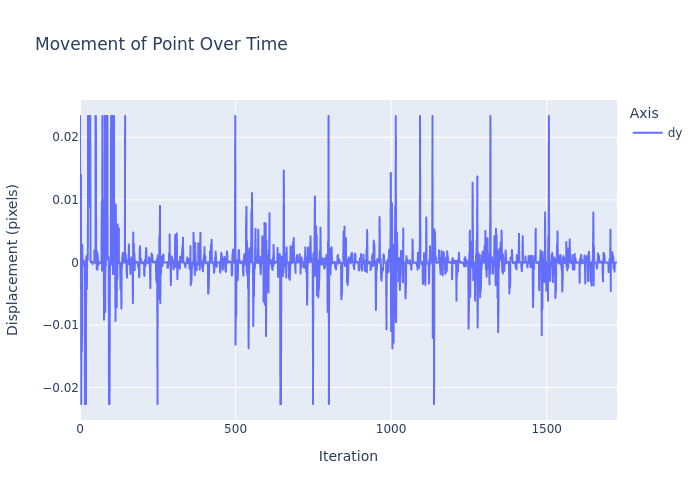 Movement of Point Over Time
Axis
dy
0.02
0.01
0
−0.01
−0.02
0
500
1000
1500
Displacement (pixels)
Iteration